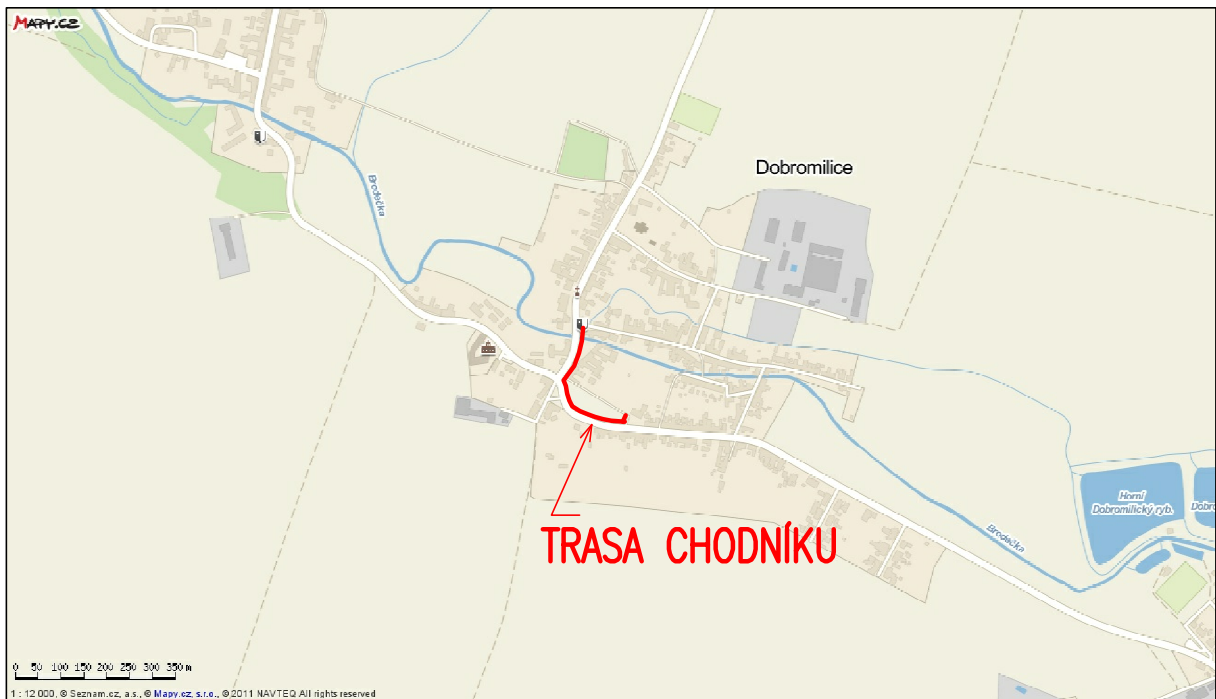 MAPY.CZ
Dobromilice
Brodečka
Horní
Dobromilický ryb.
Dobro
Brodečka
TRASA CHODNÍKU
0 50 100 150 200 250 300 350 m
1 : 12 000, © Seznam.cz, a.s., © Mapy.cz, s.r.o., © 2011 NAVTEQ All rights reserved